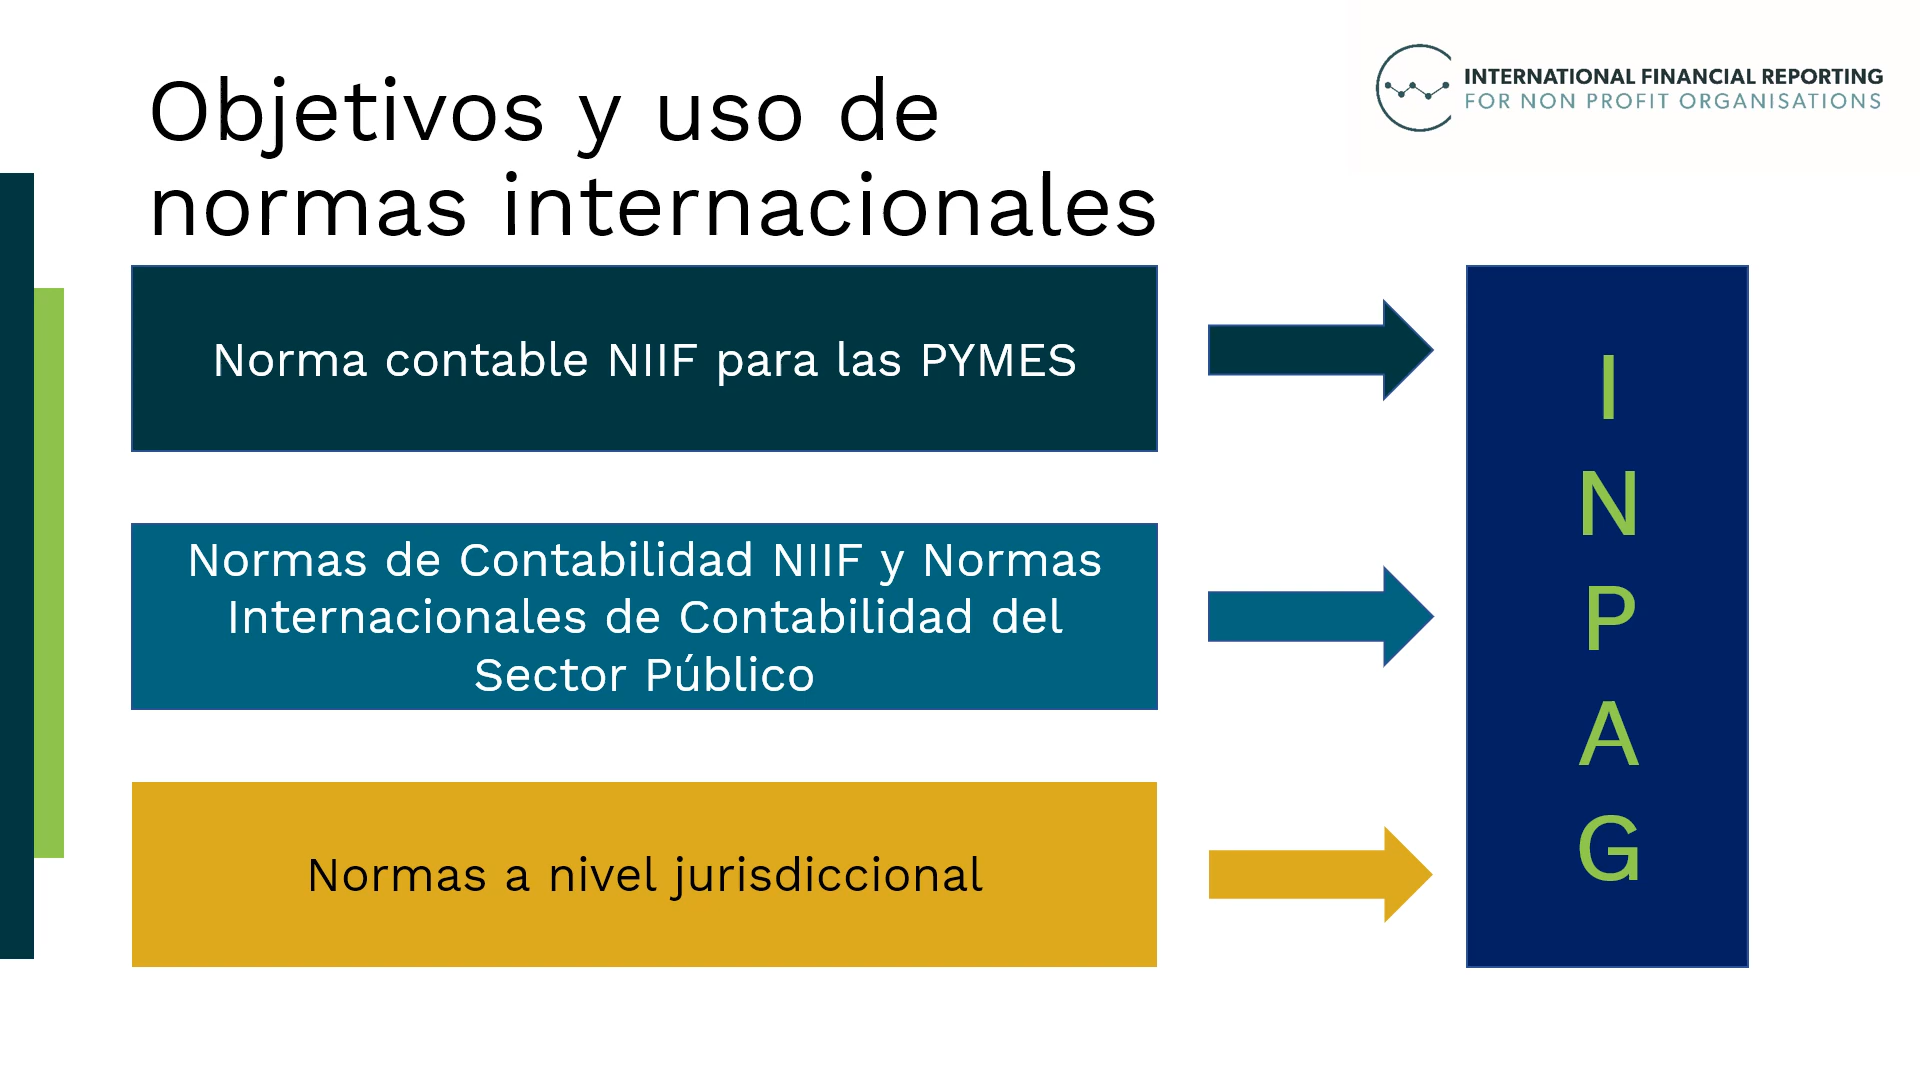 Objetivos y uso de
normas internacionales
INTERNATIONAL FINANCIAL REPORTING
FOR NON PROFIT ORGANISATIONS
Norma contable NIIF para las PYMES
Normas de Contabilidad NIIF y Normas
Internacionales de Contabilidad del
Sector Público
Normas a nivel jurisdiccional
I
N
P
A
G